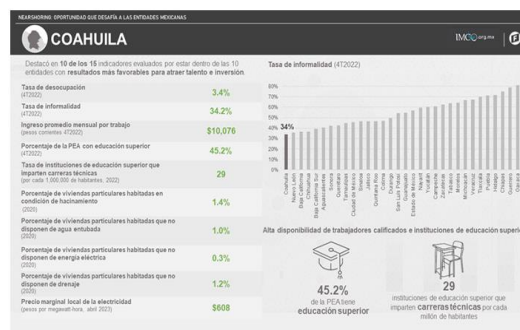 NEARSHORING: OPORTUNIDAD QUE DESAFÍA A LAS ENTIDADES MEXICANAS
COAHUILA
IMCO.org.mx
Destacó en 10 de los 15 indicadores evaluados por estar dentro de las 10
entidades con resultados más favorables para atraer talento e inversión
Tasa de desocupación
(4T2022)
3.4%
Tasa de informalidad
(4T2022)
34.2%
Ingreso promedio mensual por trabajo
(pesos corrientes 4T2022)
$10,076
Porcentaje de la PEA con educación superior
(4T2022)
45.2%
Tasa de instituciones de educación superior que
imparten carreras técnicas
(por cada 1,000,000 de habitantes, 2022)
29
Porcentaje de viviendas particulares habitadas en
condición de hacinamiento
(2020)
1.4%
Porcentaje de viviendas particulares habitadas que no
disponen de agua entubada
(2020)
1.0%
Porcentaje de viviendas particulares habitadas que no
disponen de energía eléctrica
(2020)
0.3%
Porcentaje de viviendas particulares habitadas que no
disponen de drenaje
(2020)
1.2%
Precio marginal local de la electricidad
(pesos por megawatt-hora, abril 2023)
$608
Tasa de informalidad (4T2022)
80%
70%
60%
50%
40%
30%
20%
10%
0%
34%
Coahuila
Nuevo León
Baja California
Chihuahua
Baja California Sur
Aguascalientes
Sonora
Querétaro
Tamaulipas
Ciudad de México
Sinaloa
Jalisco
Quintana Roo
Colima
Durango
San Luis Potosí
Guanajuato
Estado de México
Nayarit
Yucatán
Campeche
Zacatecas
Tabasco
Morelos
Michoacán
Veracruz
Tlaxcala
Puebla
Hidalgo
Chiapas
Guerrero
Oaxaca
Alta disponibilidad de trabajadores calificados e instituciones de educación superior
45.2%
de la PEA tiene
educación superior
29
instituciones de educación superior que
imparten carreras técnicas por cada
millón de habitantes